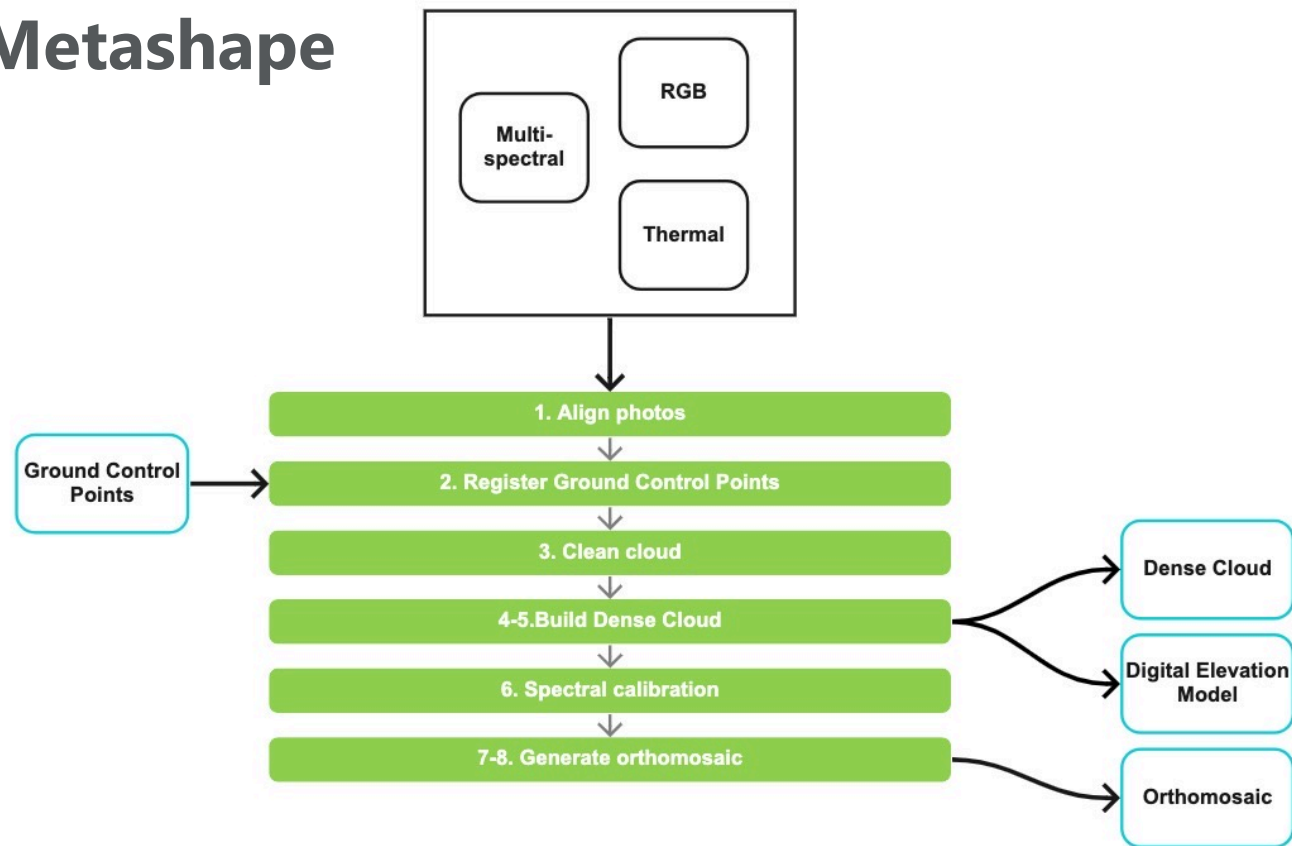 Metashape
RGB
Multi-
spectral
Thermal
1. Align photos
Ground Control
Points
2. Register Ground Control Points
3. Clean cloud
4-5.Build Dense Cloud
Dense Cloud
Digital Elevation
Model
6. Spectral calibration
7-8. Generate orthomosaic
Orthomosaic